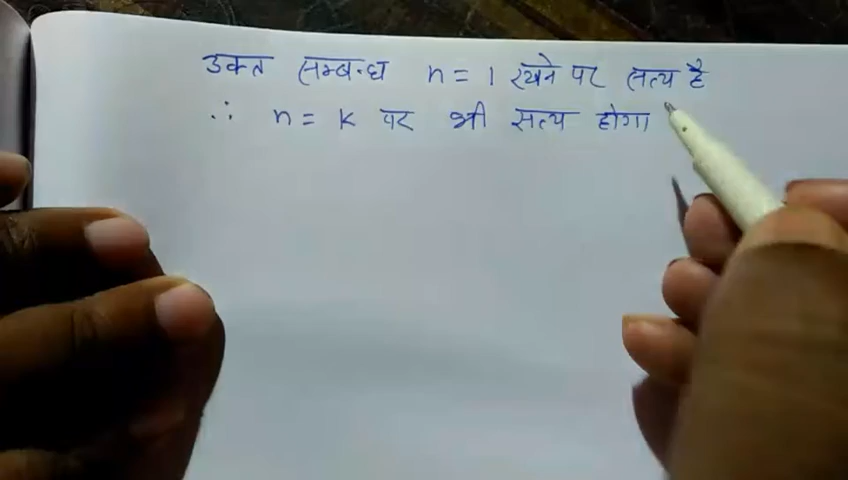 उक्त सम्बन्ध n = 1 रखने पर सत्य है
∴ n = k पर भी सत्य होगा